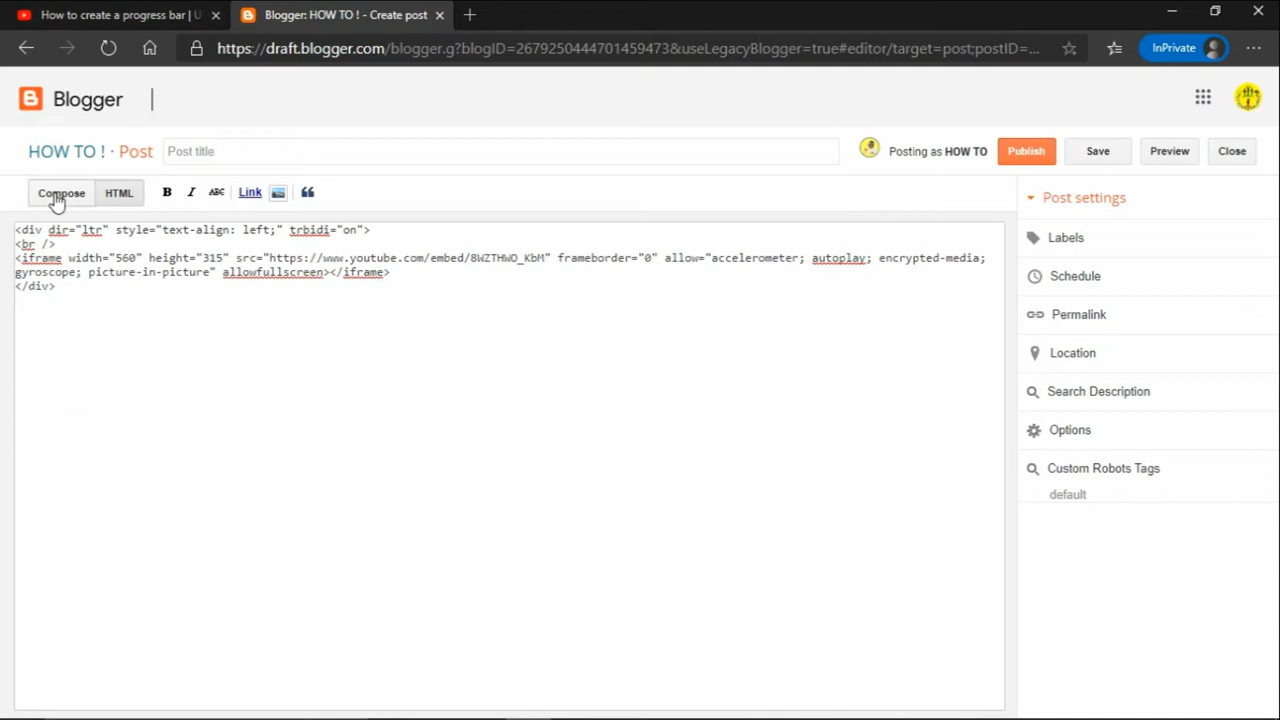 How to create a progress bar | U
Blogger: HOW TO ! - Create post
https://draft.blogger.com/blogger.g?blogID=2679250444701459473&useLegacyBlogger=true#editor/target=post;postID=...
InPrivate
Blogger
HOW TO ! · Post
Post title
Posting as HOW TO
Publish
Save
Preview
Close
Compose
HTML
B
I
ABC
Link
Post settings
<div dir="ltr" style="text-align: left;" trbidi="on">
<br />
<iframe width="560" height="315" src="https://www.youtube.com/embed/8WZTHWO_KbM" frameborder="0" allow="accelerometer; autoplay; encrypted-media;
gyroscope; picture-in-picture" allowfullscreen></iframe>
</div>
Labels
Schedule
Permalink
Location
Search Description
Options
Custom Robots Tags
default